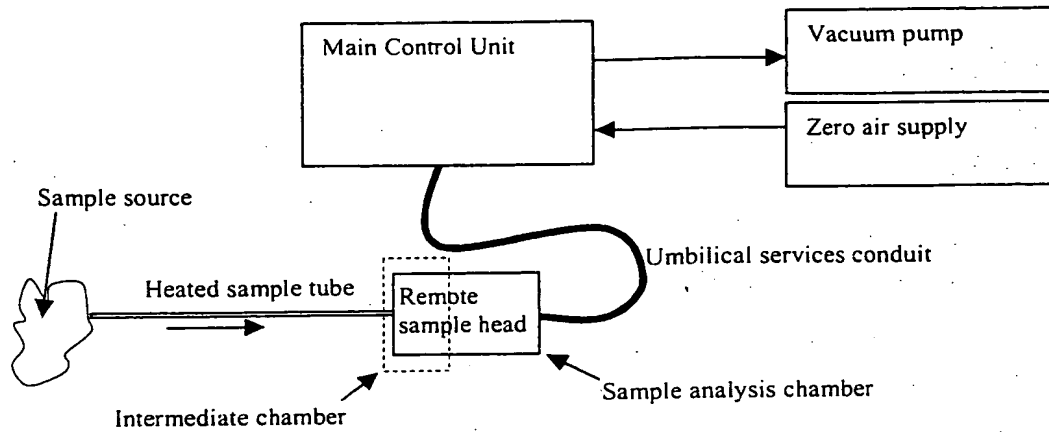 Main Control Unit
Vacuum pump
Zero air supply
Sample source
Umbilical services conduit
Heated sample tube
Remote
sample head
Sample analysis chamber
Intermediate chamber